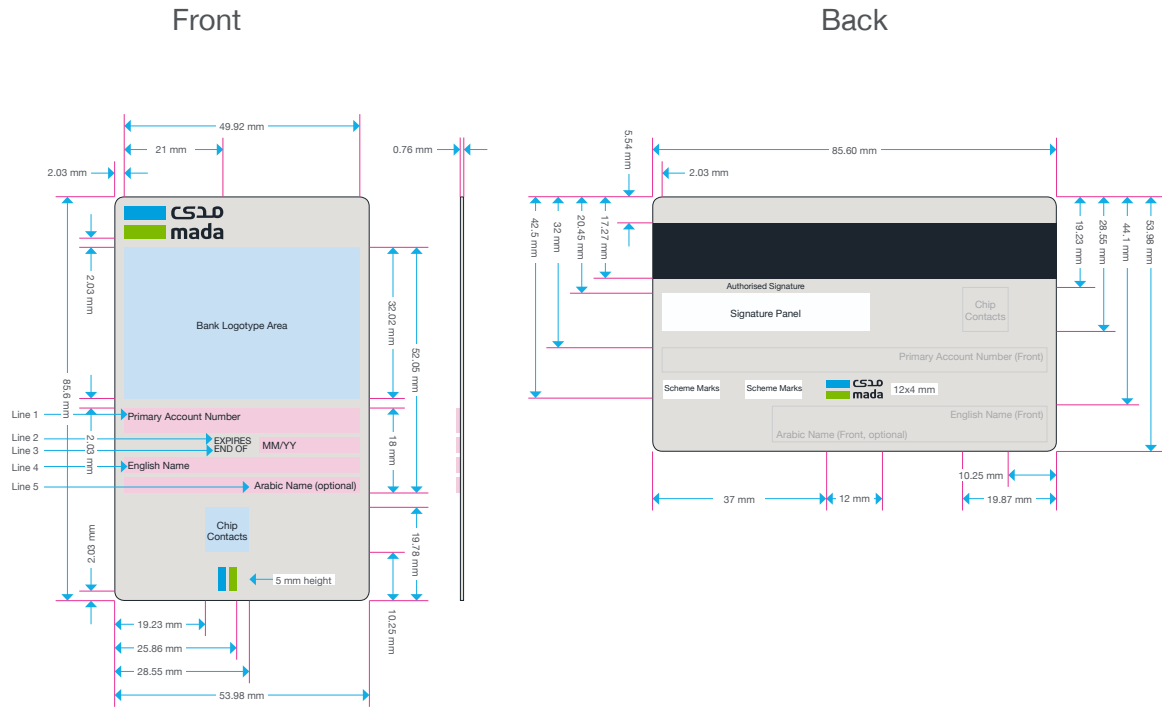 Front
Back
49.92 mm
21 mm
2.03 mm
0.76 mm
مدى
mada
2.03 mm
85.6 mm
Bank Logotype Area
32.02 mm
52.05 mm
Line 1
Primary Account Number
Line 2
EXPIRES
MM/YY
Line 3
END OF
2.03 mm
18 mm
Line 4
English Name
Line 5
Arabic Name (optional)
Chip
Contacts
2.03 mm
19.78 mm
5 mm height
10.25 mm
19.23 mm
25.86 mm
28.55 mm
53.98 mm
5.54 mm
85.60 mm
2.03 mm
42.5 mm
32 mm
20.45 mm
17.27 mm
19.23 mm
28.55 mm
44.1 mm
53.98 mm
Authorised Signature
Signature Panel
Chip
Contacts
Primary Account Number (Front)
Scheme Marks
Scheme Marks
مدى
mada
12x4 mm
English Name (Front)
Arabic Name (Front, optional)
10.25 mm
37 mm
12 mm
19.87 mm